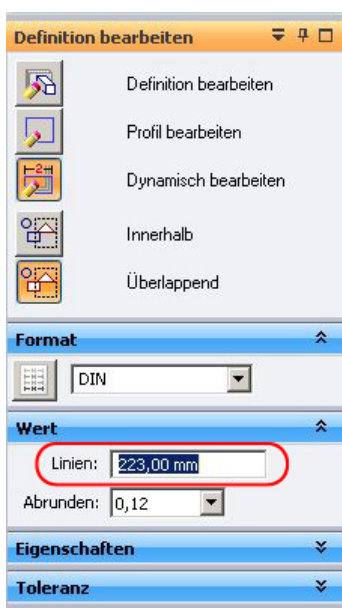 Definition bearbeiten
Definition bearbeiten
Profil bearbeiten
Dynamisch bearbeiten
Innerhalb
Überlappend
Format
DIN
Wert
Linien: 223,00 mm
Abrunden: 0,12
Eigenschaften
Toleranz